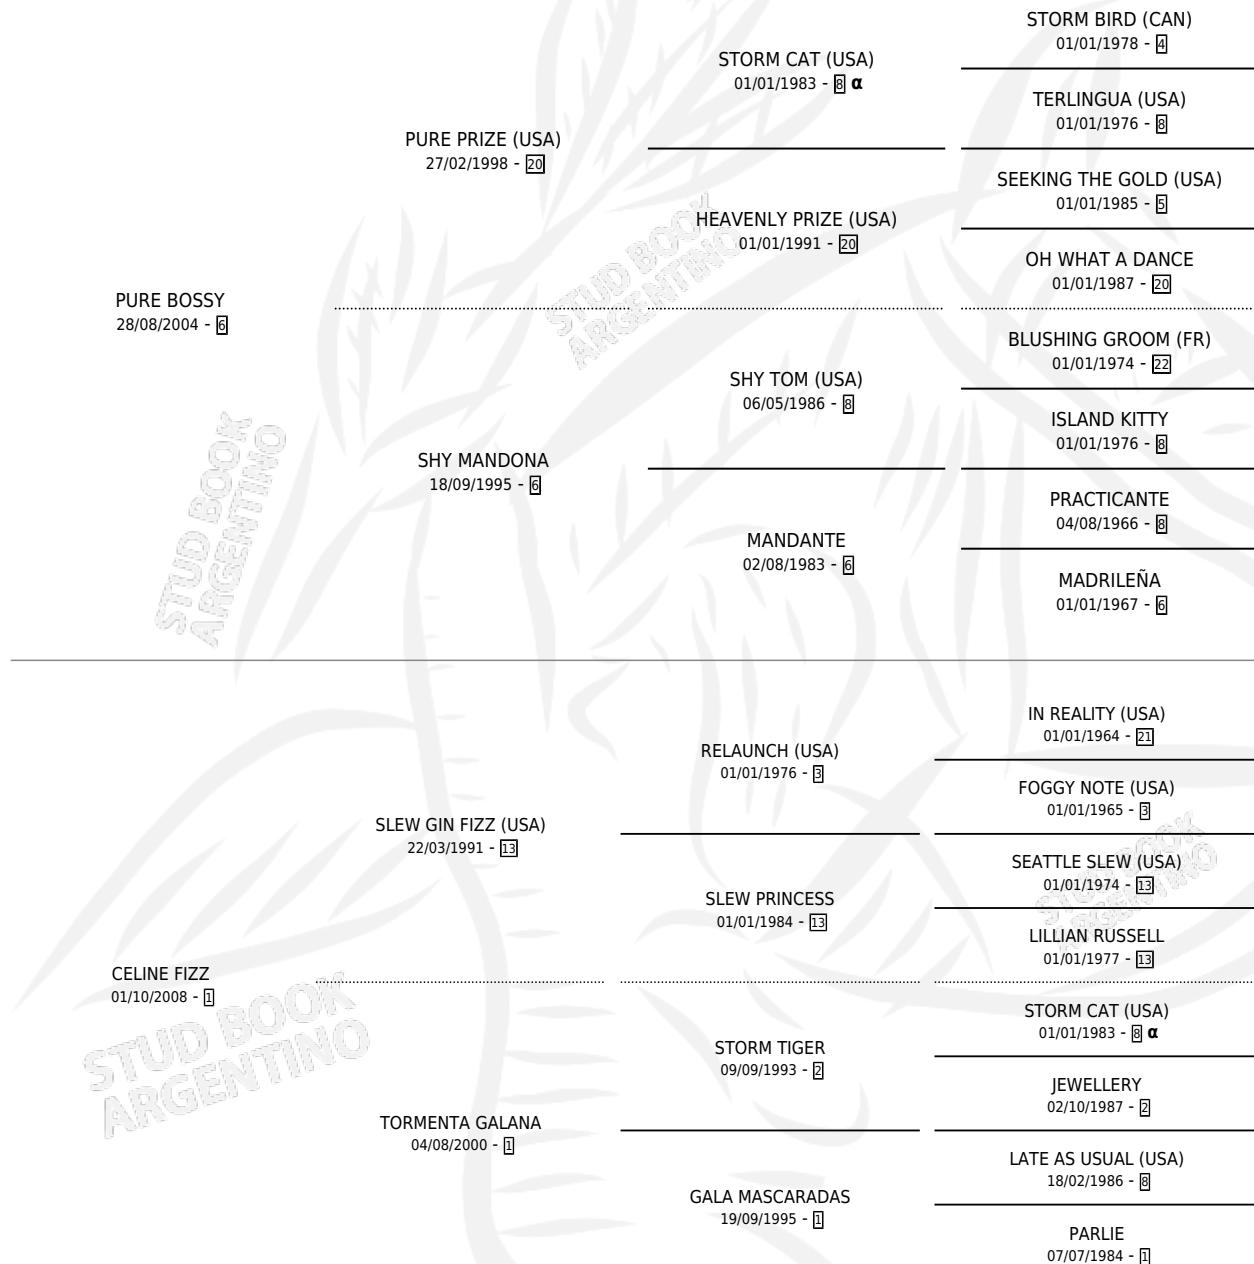 STORM BIRD (CAN)
01/01/1978 - 4
STORM CAT (USA)
01/01/1983 - 8 α
TERLINGUA (USA)
01/01/1976 - 8
PURE PRIZE (USA)
27/02/1998 - 20
SEEKING THE GOLD (USA)
01/01/1985 - 5
HEAVENLY PRIZE (USA)
01/01/1991 - 20
OH WHAT A DANCE
01/01/1987 - 20
PURE BOSSY
28/08/2004 - 6
BLUSHING GROOM (FR)
01/01/1974 - 22
SHY TOM (USA)
06/05/1986 - 8
ISLAND KITTY
01/01/1976 - 8
SHY MANDONA
18/09/1995 - 6
PRACTICANTE
04/08/1966 - 8
MANDANTE
02/08/1983 - 6
MADRILEÑA
01/01/1967 - 6
IN REALITY (USA)
01/01/1964 - 21
RELAUNCH (USA)
01/01/1976 - 3
FOGGY NOTE (USA)
01/01/1965 - 3
SLEW GIN FIZZ (USA)
22/03/1991 - 13
SEATTLE SLEW (USA)
01/01/1974 - 13
SLEW PRINCESS
01/01/1984 - 13
LILLIAN RUSSELL
01/01/1977 - 13
CELINE FIZZ
01/10/2008 - 1
STORM CAT (USA)
01/01/1983 - 8 α
STORM TIGER
09/09/1993 - 2
JEWELLERY
02/10/1987 - 2
TORMENTA GALANA
04/08/2000 - 1
LATE AS USUAL (USA)
18/02/1986 - 8
GALA MASCARADAS
19/09/1995 - 1
PARLIE
07/07/1984 - 1
STUD BOOK
ARGENTINO
STUD BOOK
ARGENTINO
STUD BOOK
ARGENTINO
STUD BOOK
ARGENTINO